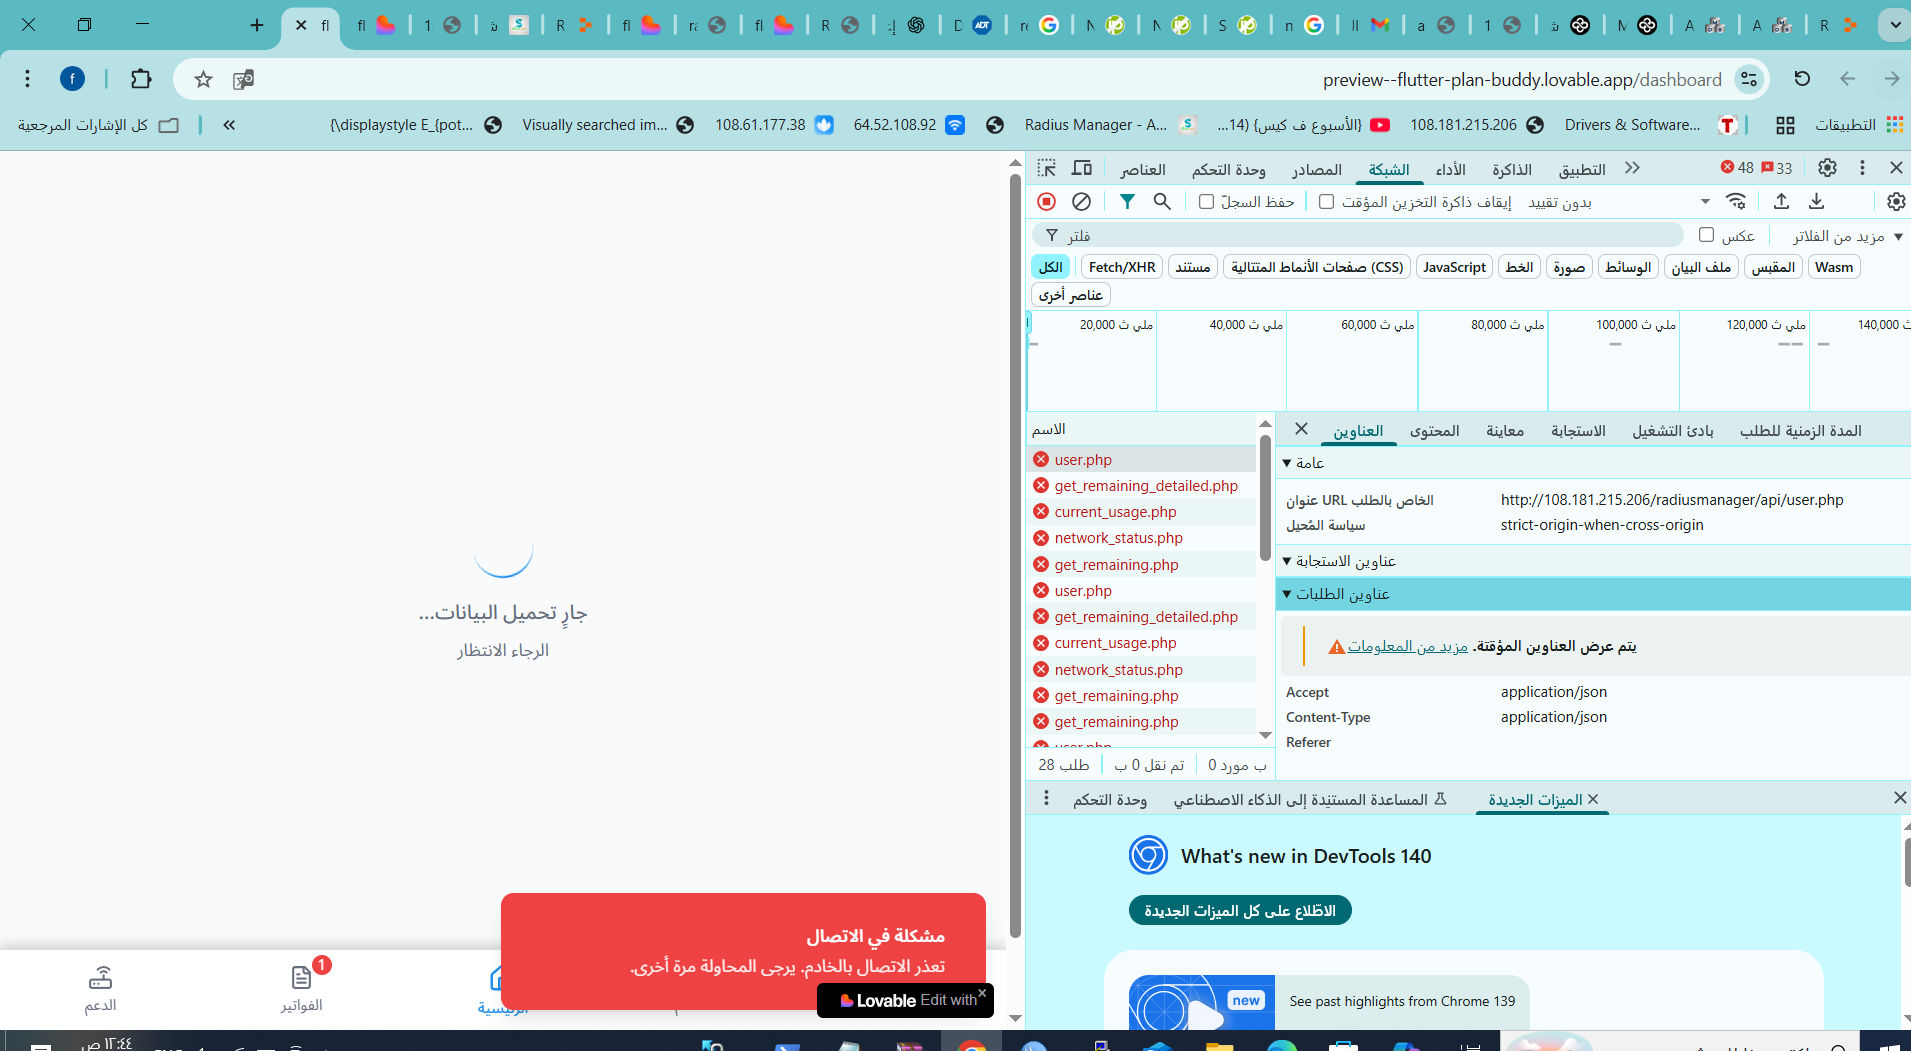 preview--flutter-plan-buddy.lovable.app/dashboard
f
التطبيقات
Drivers & Software...
108.181.215.206
{الأسبوع ف كيس} (14...
Radius Manager - A...
64.52.108.92
108.61.177.38
Visually searched im...
{\displaystyle E_{pot...
كل الإشارات المرجعية
جارٍ تحميل البيانات...
الرجاء الانتظار
مشكلة في الاتصال
تعذر الاتصال بالخادم. يرجى المحاولة مرة أخرى.
Lovable Edit with
الرئيسية
1
الفواتير
الدعم
العناصر
وحدة التحكم
المصادر
الشبكة
الأداء
الذاكرة
التطبيق
48
33
حفظ السجلّ
إيقاف ذاكرة التخزين المؤقت
بدون تقييد
فلتر
عكس
مزيد من الفلاتر
الكل
Fetch/XHR
مستند
صفحات الأنماط المتتالية (CSS)
JavaScript
الخط
صورة
الوسائط
ملف البيان
المقبس
Wasm
عناصر أخرى
20,000 ملي ث
40,000 ملي ث
60,000 ملي ث
80,000 ملي ث
100,000 ملي ث
120,000 ملي ث
140,000
الاسم
user.php
get_remaining_detailed.php
current_usage.php
network_status.php
get_remaining.php
user.php
get_remaining_detailed.php
current_usage.php
network_status.php
get_remaining.php
get_remaining.php
user.php
28 طلب
تم نقل 0 ب
0 ب مورد
العناوين
المحتوى
معاينة
الاستجابة
بادئ التشغيل
المدة الزمنية للطلب
عامة
عنوان URL الخاص بالطلب
http://108.181.215.206/radiusmanager/api/user.php
سياسة المُحيل
strict-origin-when-cross-origin
عناوين الاستجابة
عناوين الطلبات
يتم عرض العناوين المؤقتة. مزيد من المعلومات
Accept
application/json
Content-Type
application/json
Referer
وحدة التحكم
المساعدة المستنِدة إلى الذكاء الاصطناعي
الميزات الجديدة
What's new in DevTools 140
الاطّلاع على كل الميزات الجديدة
new
See past highlights from Chrome 139
١٢:٤٤ ص